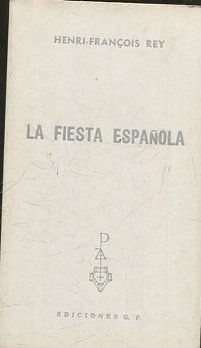 HENRI-FRANÇOIS REY
LA FIESTA ESPAÑOLA
P
EDICIONES G. P.